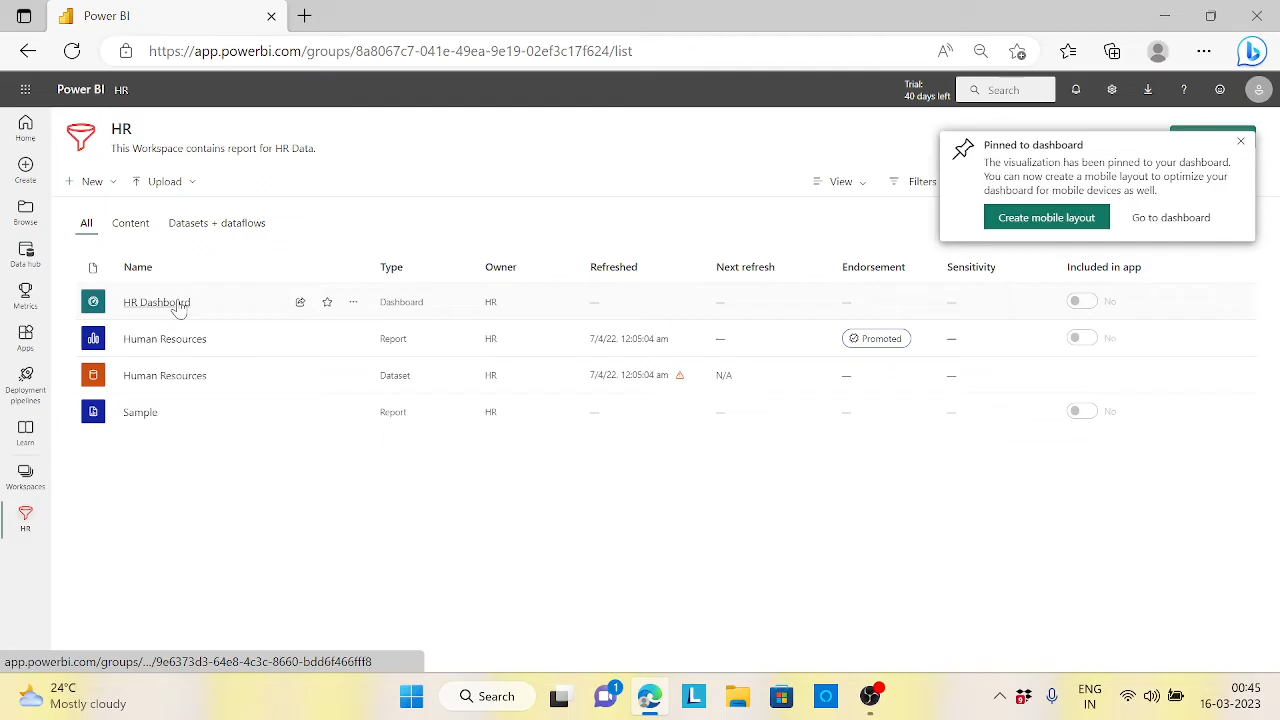 Power BI
https://app.powerbi.com/groups/8a8067c7-041e-49ea-9e19-02ef3c17f624/list
Power BI HR
Trial:
40 days left
Search
Home
Create
Browse
Data hub
Metrics
Apps
Deployment
pipelines
Learn
Workspaces
HR
HR
This Workspace contains report for HR Data.
New
Upload
View
Filters
Pinned to dashboard
The visualization has been pinned to your dashboard.
You can now create a mobile layout to optimize your
dashboard for mobile devices as well.
Create mobile layout
Go to dashboard
All Content Datasets + dataflows
Name Type Owner Refreshed Next refresh Endorsement Sensitivity Included in app
HR Dashboard Dashboard HR — — — — No
Human Resources Report HR 7/4/22, 12:05:04 am — Promoted — No
Human Resources Dataset HR 7/4/22, 12:05:04 am N/A — —
Sample Report HR — — — — No
app.powerbi.com/groups/.../9e6373d3-64e8-4c3c-8660-bdd6f466fff8
24°C
Mostly cloudy
Search
1
9
ENG
IN
00:45
16-03-2023